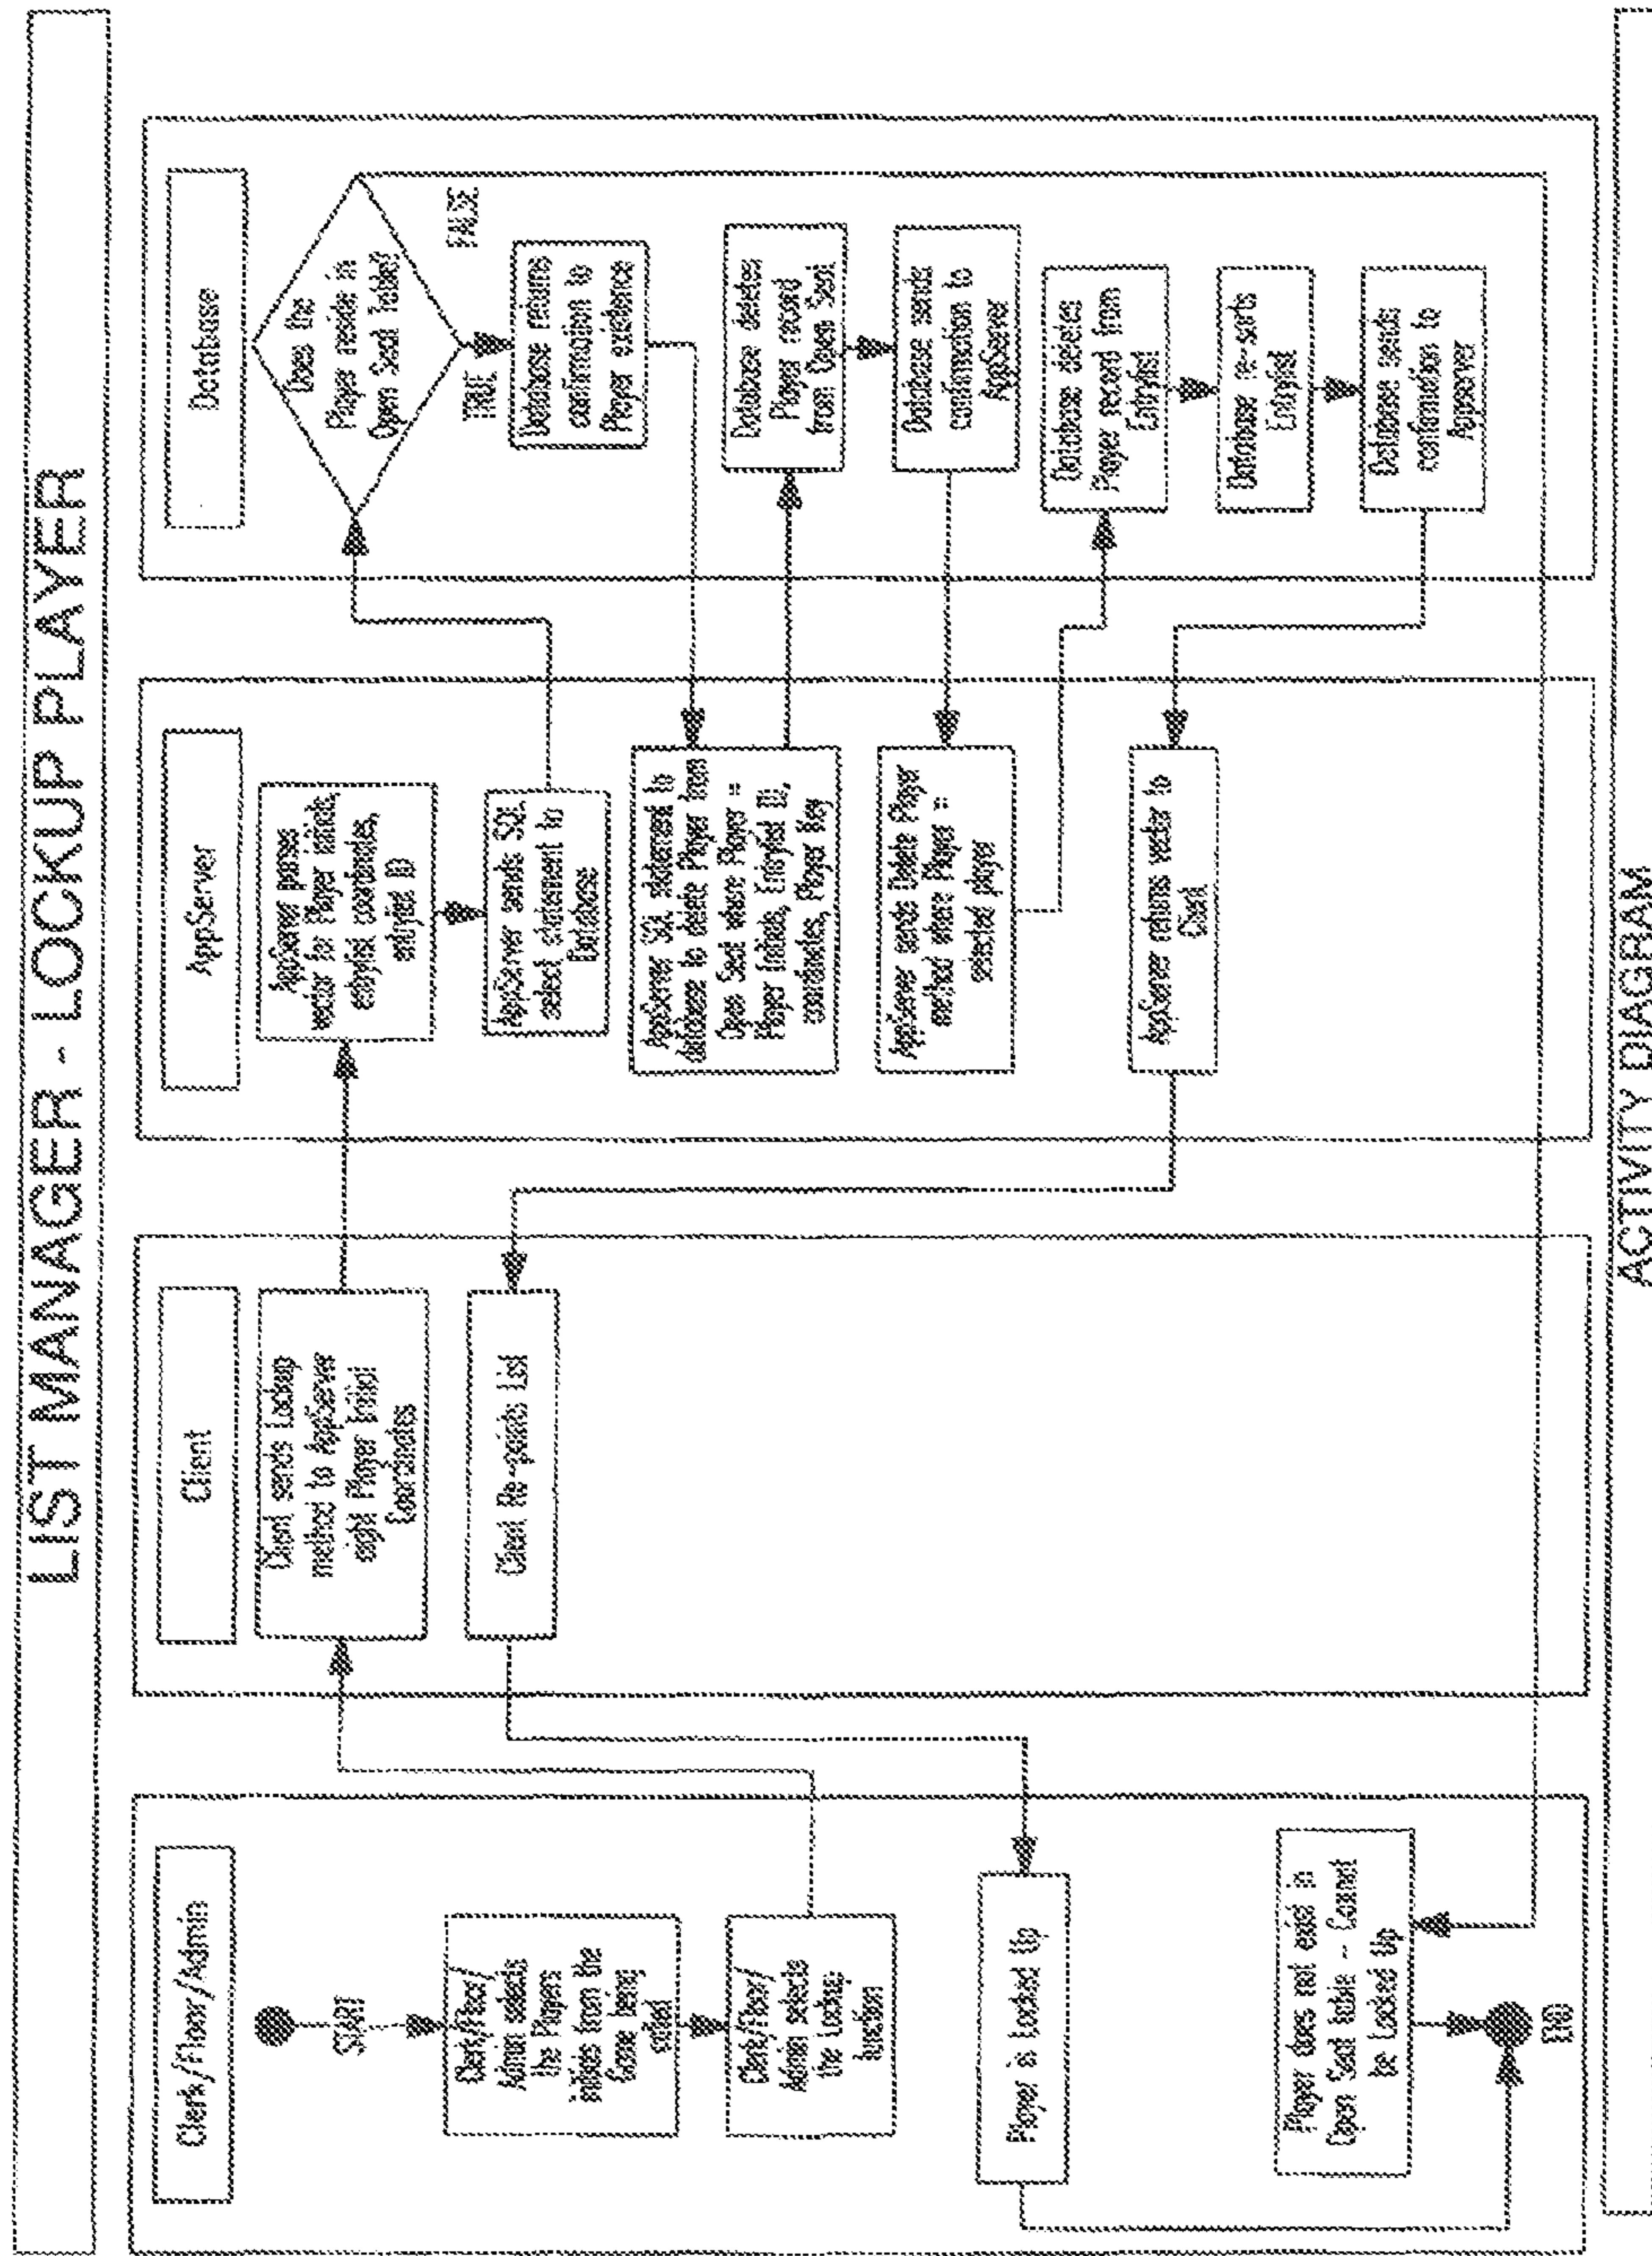 LIST MANAGER - LOCKUP PLAYER
Clerk/Floor/Admin
START
Clerk/Floor/
Admin selects
the Players
initials from the
Game being
called
Clerk/Floor/
Admin selects
the Lockup
function
Player is Locked Up
Player does not exist in
Open Seat table - Cannot
be Locked Up
END
Client
Client sends Lockup
method to AppServer
Player Initial
Coordinates
Client Re-points List
AppServer
AppServer parses
vector for Player initials,
entrylist coordinates,
entrylist ID
AppServer sends SQL
select statement to
Database
AppServer SQL statement to
database to delete Player from
Open Seat where Player =
Player Initials, Entrylist ID,
coordinates, Player Key
AppServer sends Delete Player
method where Player =
selected player
AppServer returns vector to
Client
Database
Does the
Player reside in
Open Seat Table?
TRUE
FALSE
Database returns
confirmation to
Player existence
Database deletes
Player record
from Open Seat
Database sends
confirmation to
AppServer
Database deletes
Player record from
Entrylist
Database re-sorts
Entrylist
Database sends
confirmation to
Appserver
ACTIVITY DIAGRAM